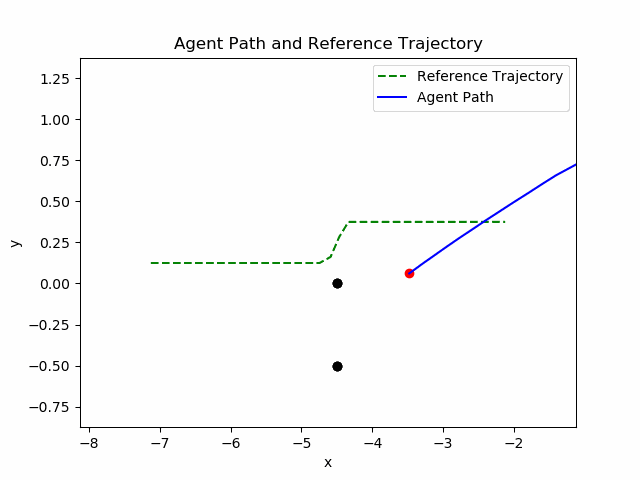 Agent Path and Reference Trajectory
Reference Trajectory
Agent Path
1.25
1.00
0.75
0.50
0.25
0.00
−0.25
−0.50
−0.75
y
−8 −7 −6 −5 −4 −3 −2
x